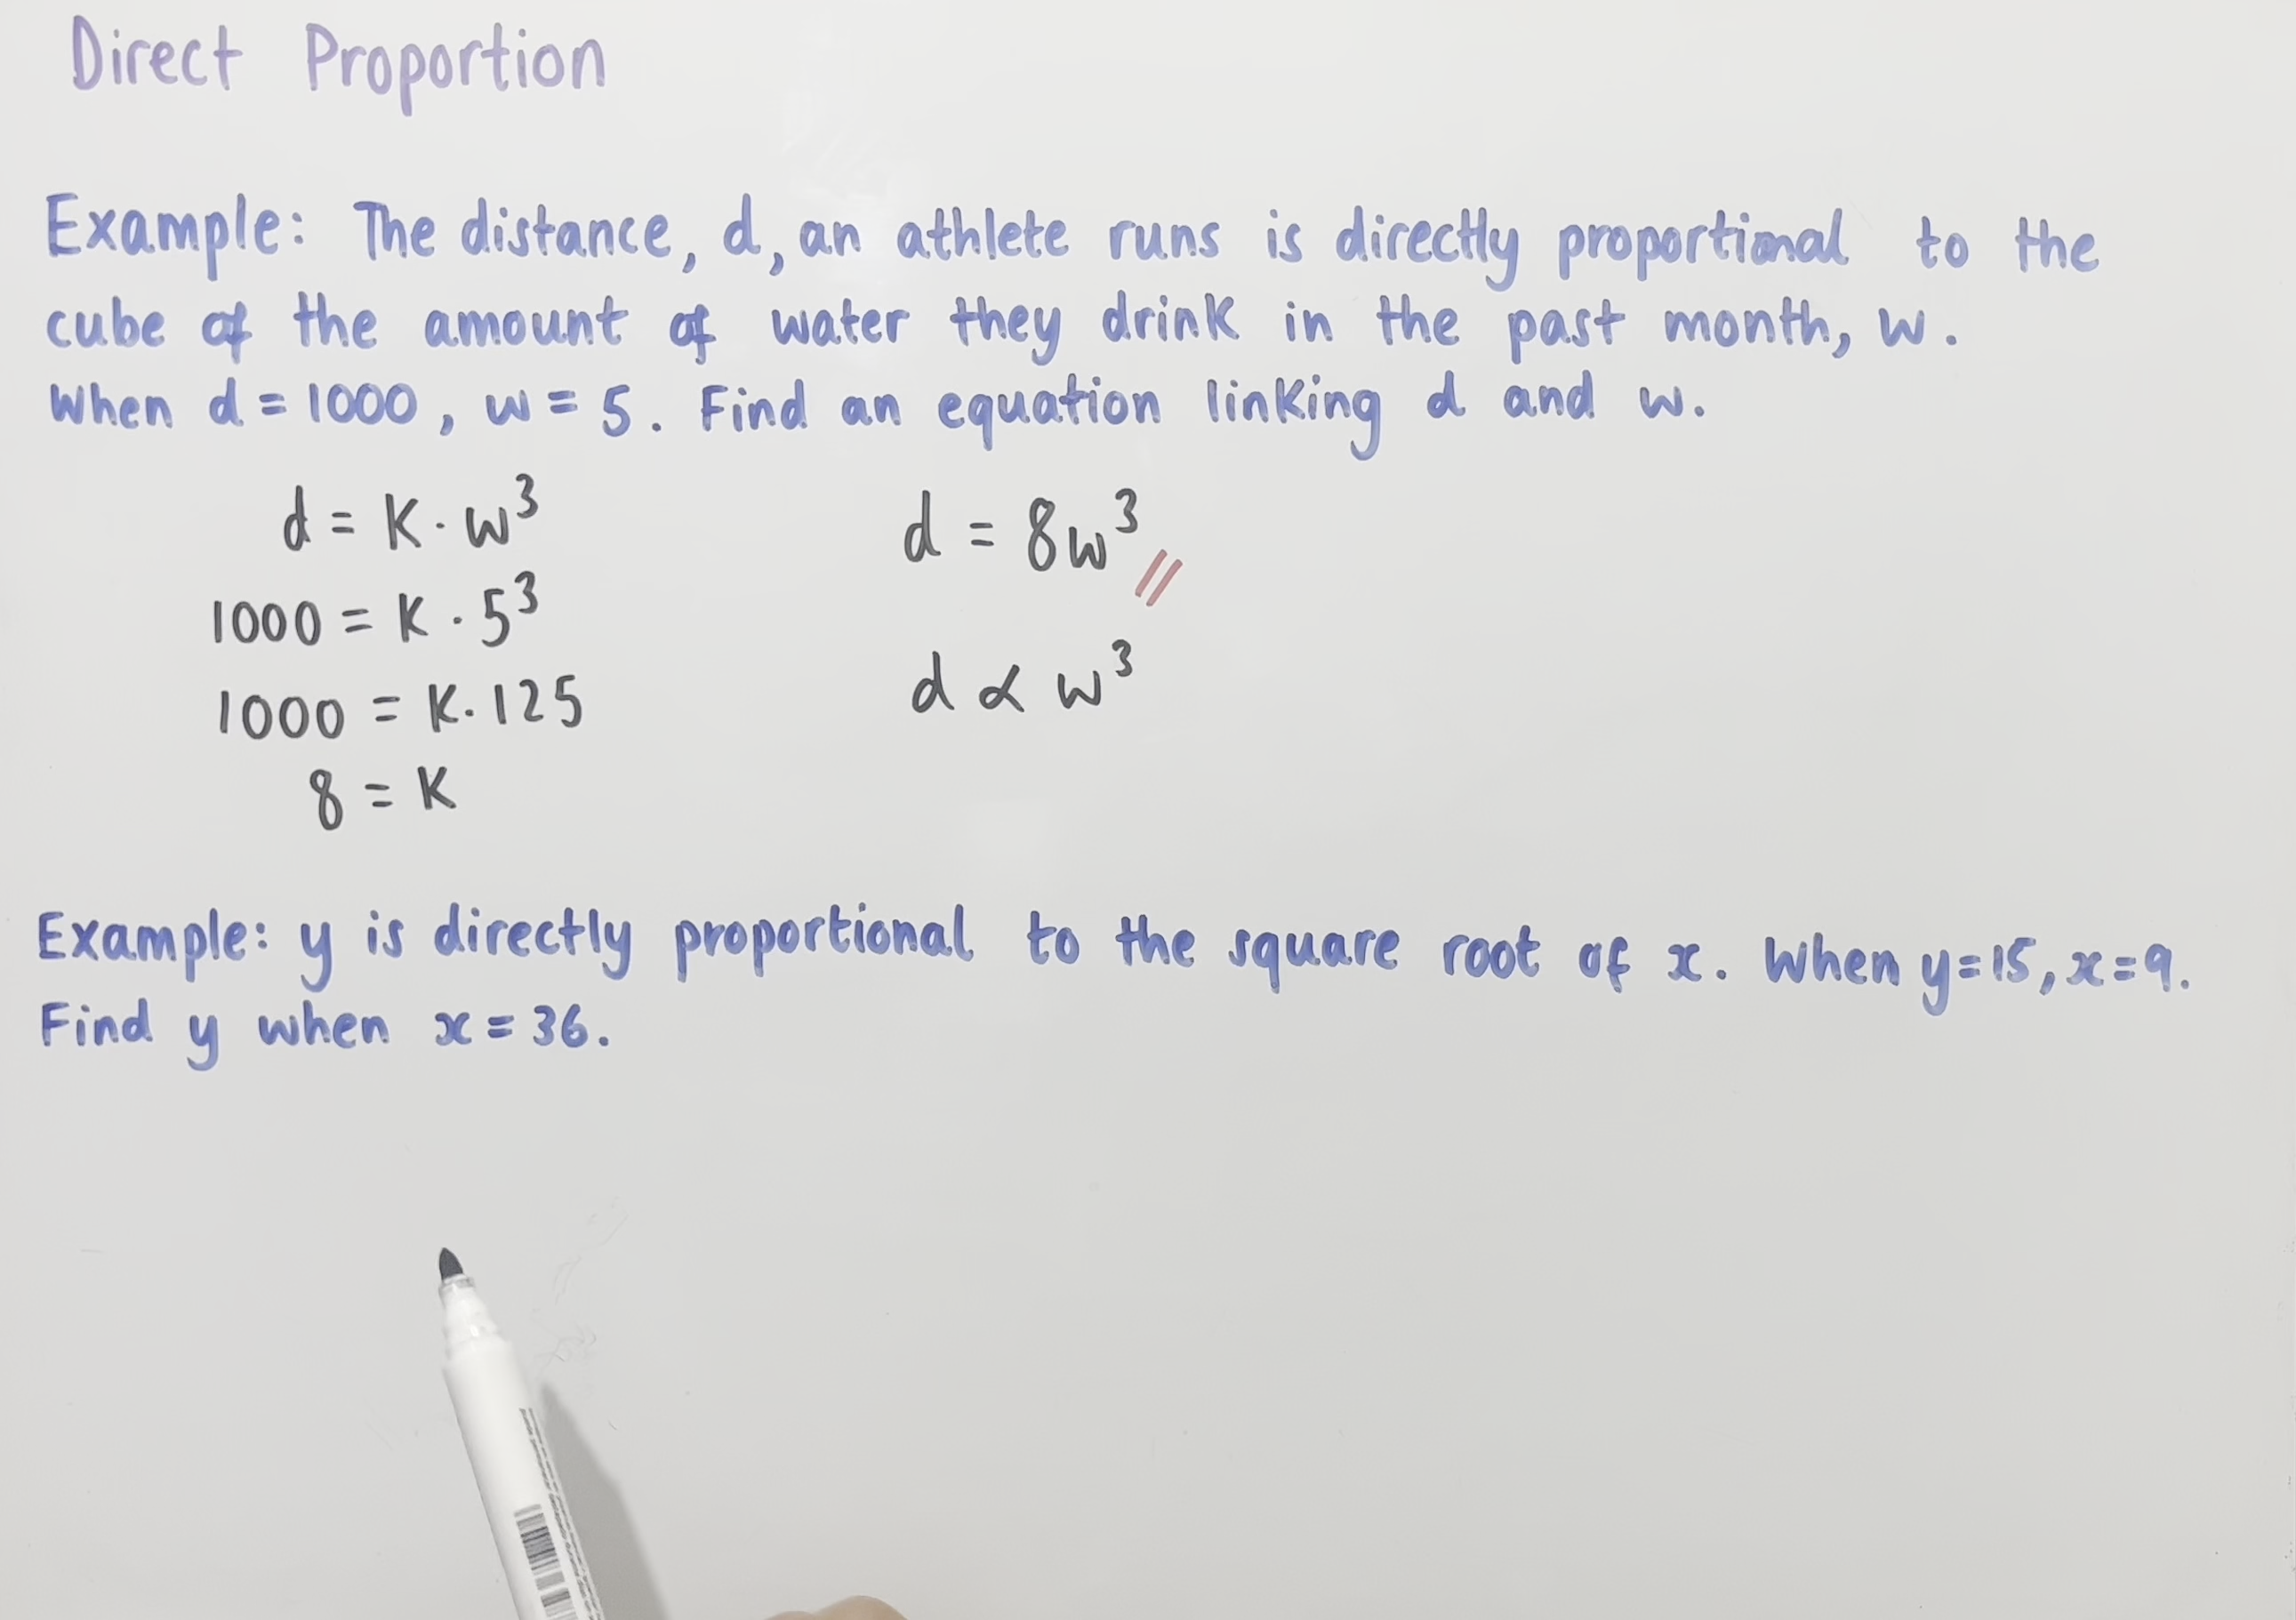 Direct Proportion
Example: The distance, d, an athlete runs is directly proportional to the
cube of the amount of water they drink in the past month, w.
When d = 1000, w = 5. Find an equation linking d and w.
d = K · w³
1000 = K · 5³
1000 = K · 125
8 = K
d = 8w³
d ∝ w³
Example: y is directly proportional to the square root of x. When y=15, x=9.
Find y when x = 36.